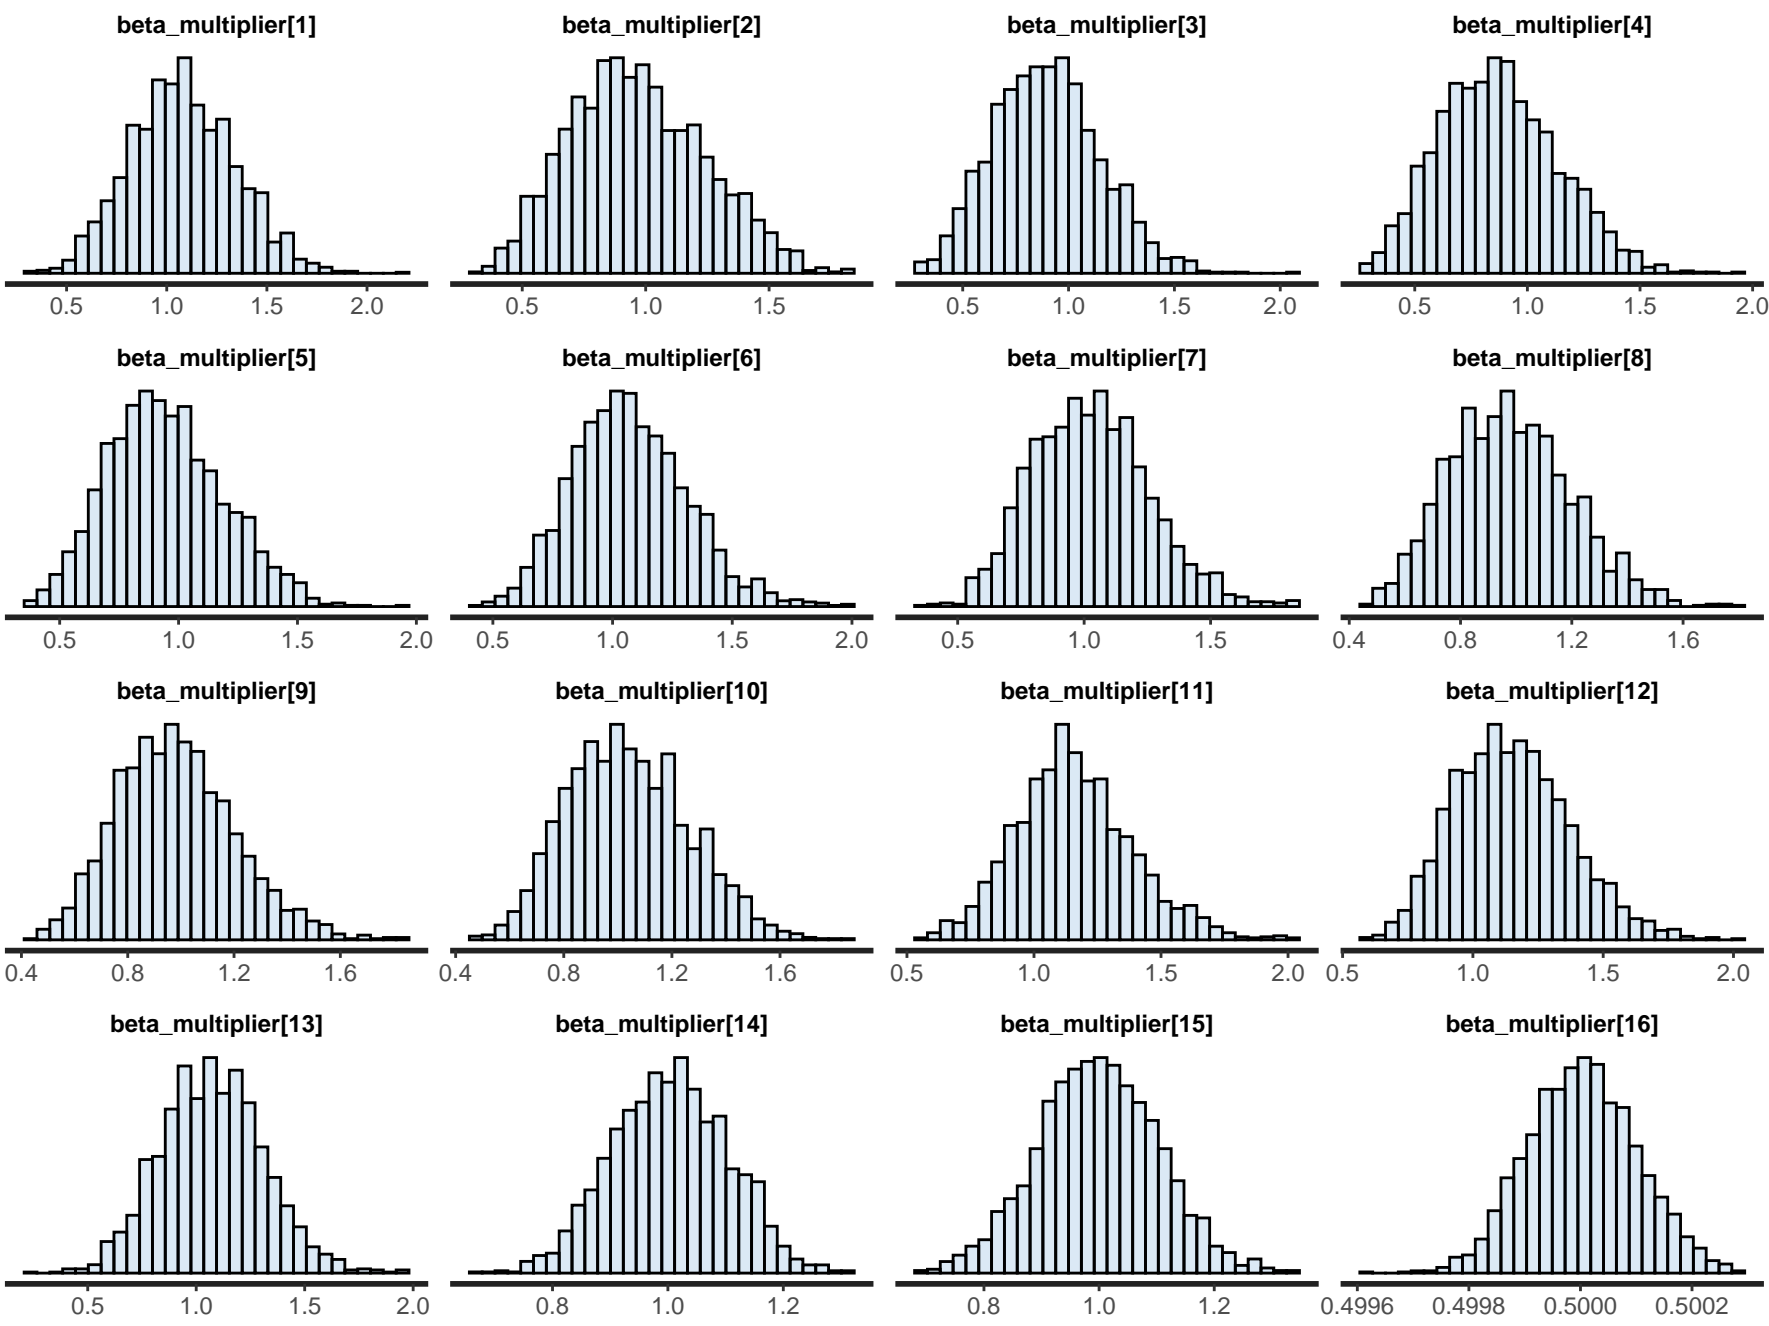 beta_multiplier[1] beta_multiplier[2] beta_multiplier[3] beta_multiplier[4]
0.5 1.0 1.5 2.0 0.5 1.0 1.5 0.5 1.0 1.5 2.0 0.5 1.0 1.5 2.0
beta_multiplier[5] beta_multiplier[6] beta_multiplier[7] beta_multiplier[8]
0.5 1.0 1.5 2.0 0.5 1.0 1.5 2.0 0.5 1.0 1.5 0.4 0.8 1.2 1.6
beta_multiplier[9] beta_multiplier[10] beta_multiplier[11] beta_multiplier[12]
0.4 0.8 1.2 1.6 0.4 0.8 1.2 1.6 0.5 1.0 1.5 2.0 0.5 1.0 1.5 2.0
beta_multiplier[13] beta_multiplier[14] beta_multiplier[15] beta_multiplier[16]
0.5 1.0 1.5 2.0 0.8 1.0 1.2 0.8 1.0 1.2 0.4996 0.4998 0.5000 0.5002